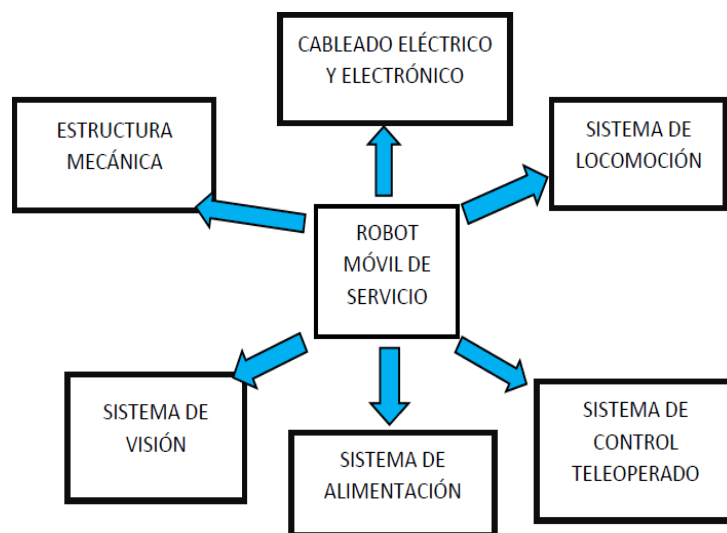 CABLEADO ELÉCTRICO
Y ELECTRÓNICO
ESTRUCTURA
MECÁNICA
SISTEMA DE
LOCOMOCIÓN
ROBOT
MÓVIL DE
SERVICIO
SISTEMA DE
VISIÓN
SISTEMA DE
ALIMENTACIÓN
SISTEMA DE
CONTROL
TELEOPERADO